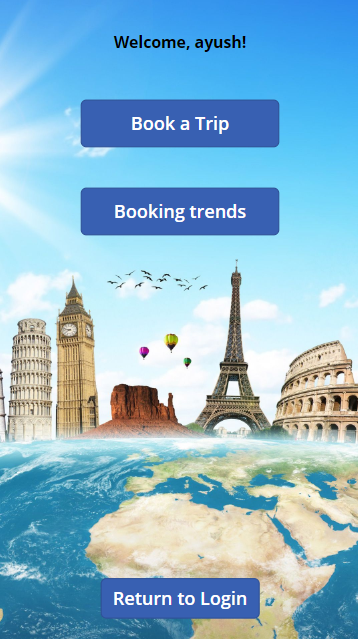 Welcome, ayush!
Book a Trip
Booking trends
Return to Login